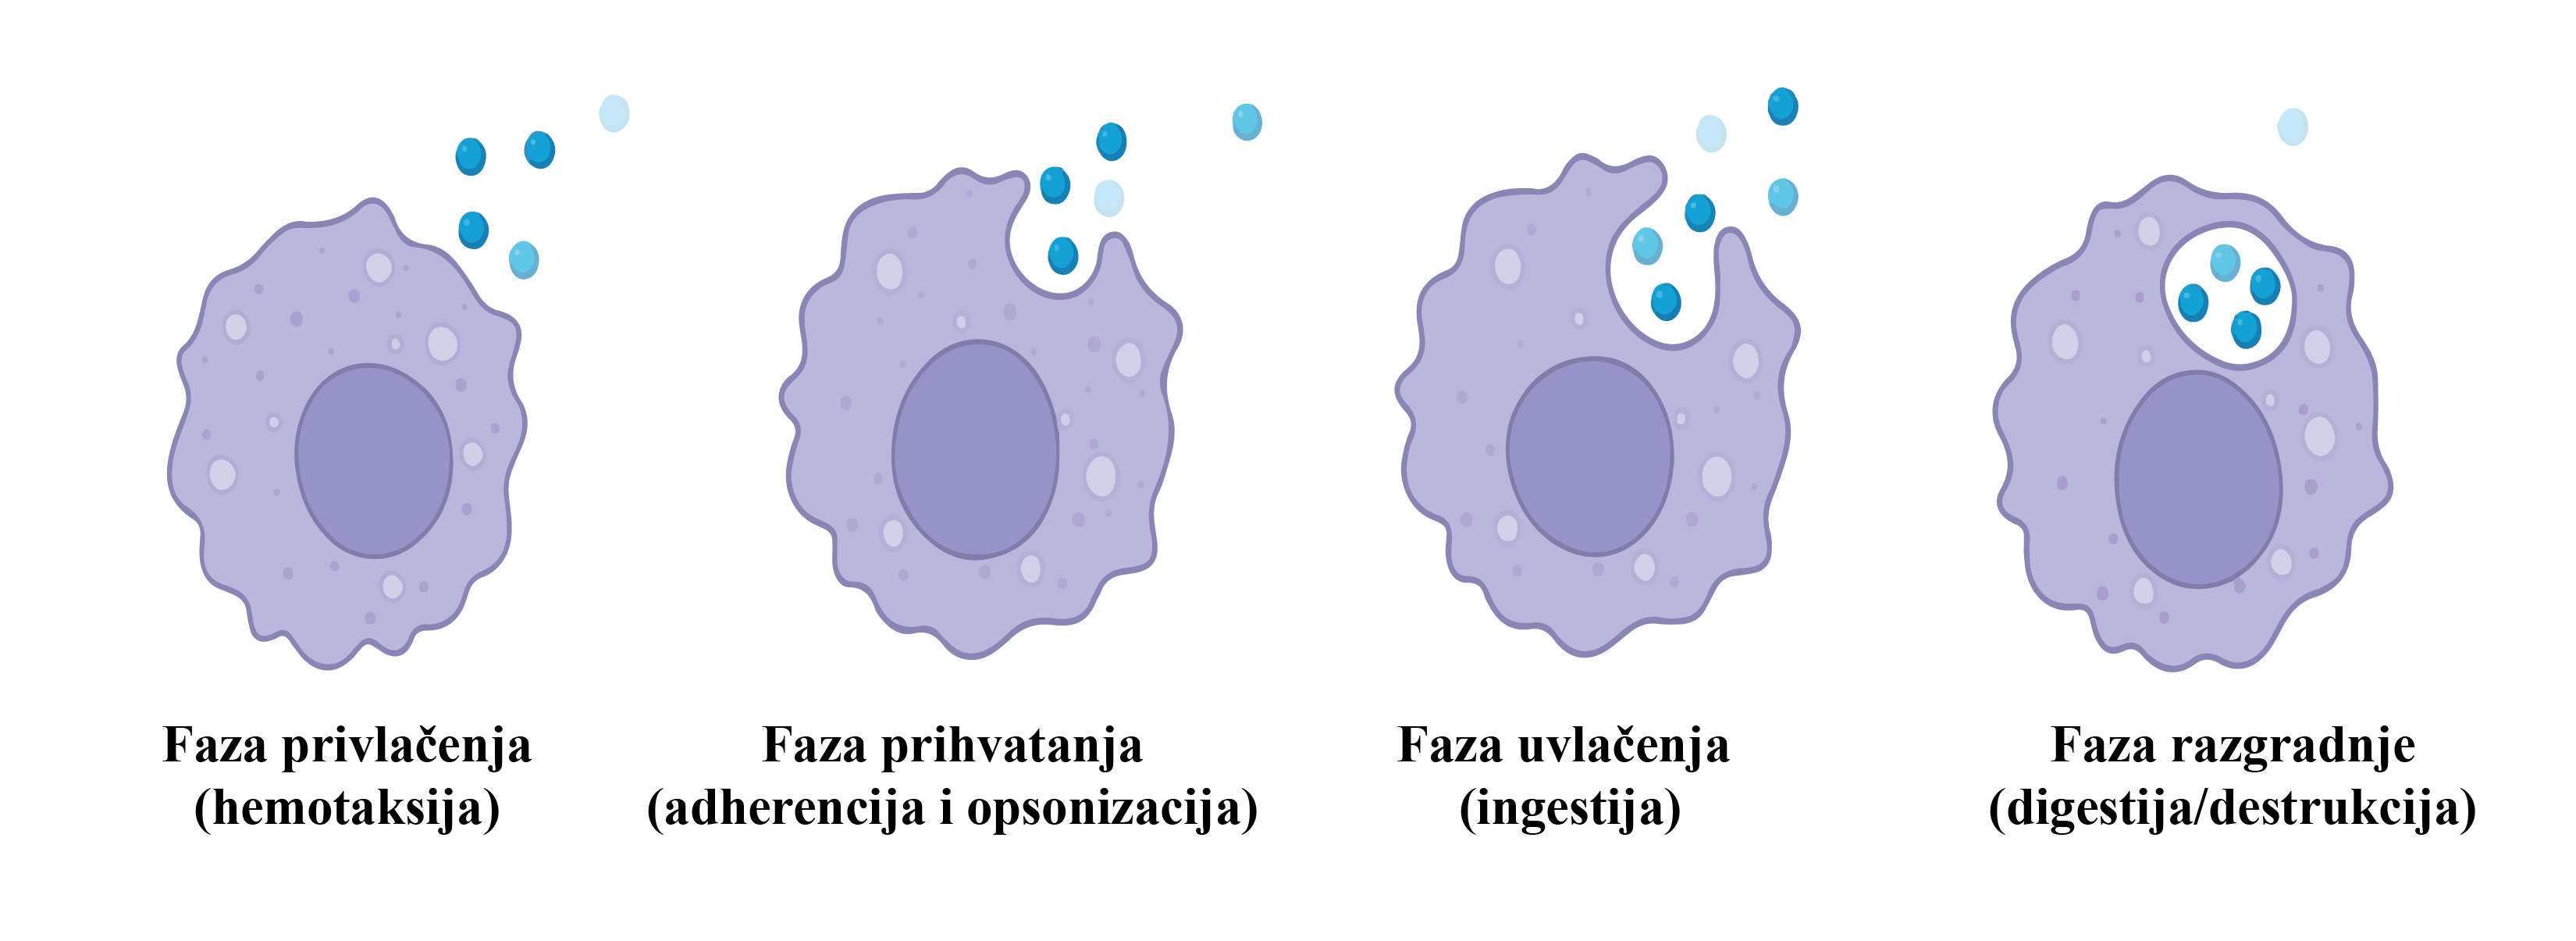 Faza privlačenja
(hemotaksija)
Faza prihvatanja
(adherencija i opsonizacija)
Faza uvlačenja
(ingestija)
Faza razgradnje
(digestija/destrukcija)